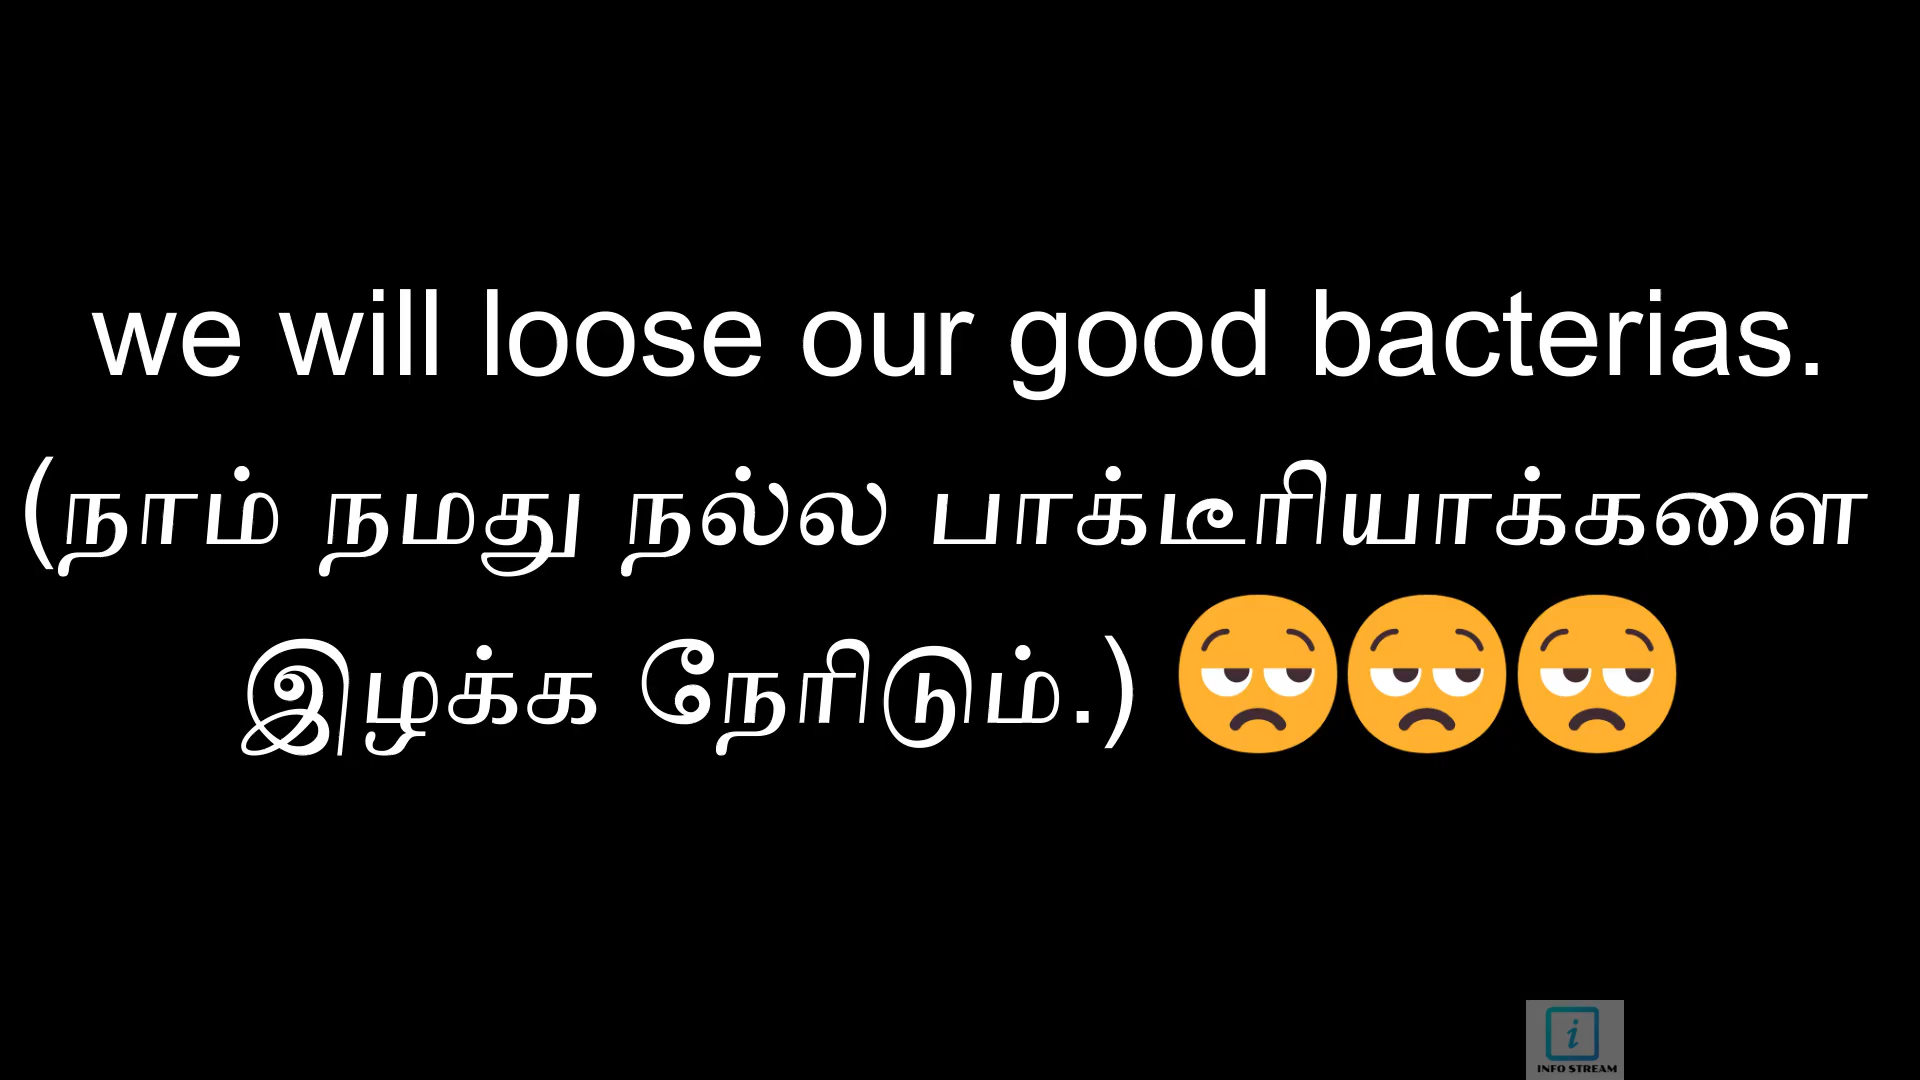 we will loose our good bacterias.
(நாம் நமது நல்ல பாக்டீரியாக்களை
இழக்க நேரிடும்.) 😒😒😒
i
INFO STREAM